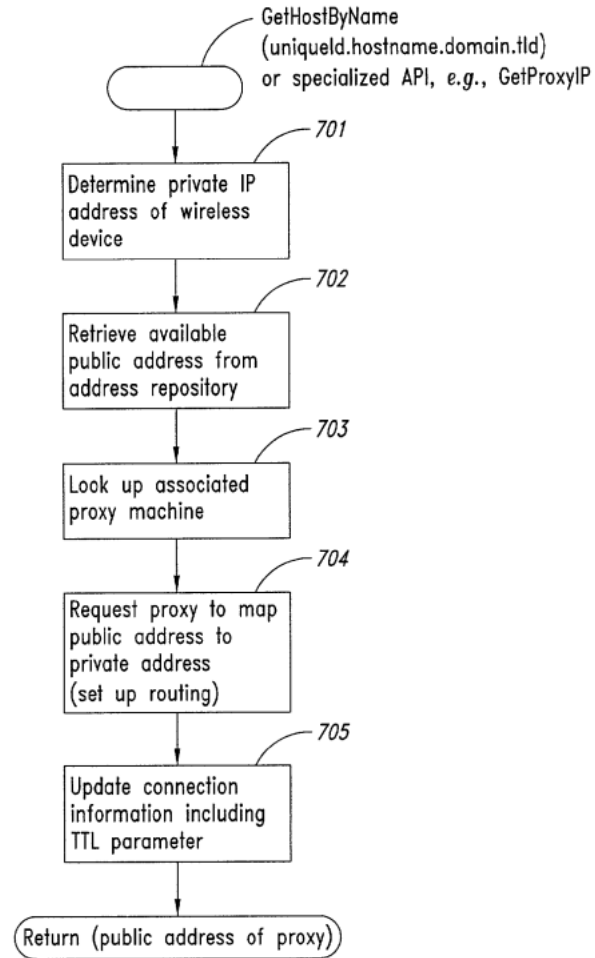 GetHostByName
(uniqueId.hostname.domain.tld)
or specialized API, e.g., GetProxyIP
701
Determine private IP
address of wireless
device
702
Retrieve available
public address from
address repository
703
Look up associated
proxy machine
704
Request proxy to map
public address to
private address
(set up routing)
705
Update connection
information including
TTL parameter
Return (public address of proxy)